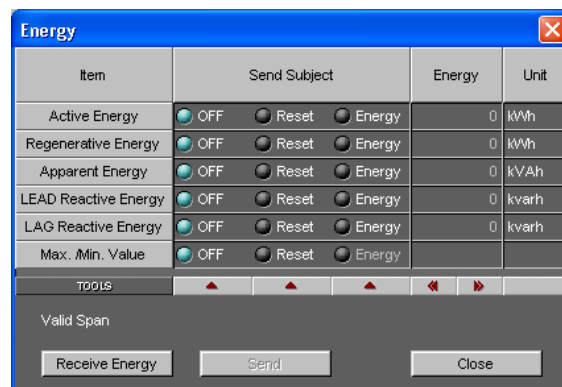 Energy
Item Send Subject Energy Unit
Active Energy OFF Reset Energy 0 kWh
Regenerative Energy OFF Reset Energy 0 kWh
Apparent Energy OFF Reset Energy 0 kVAh
LEAD Reactive Energy OFF Reset Energy 0 kvarh
LAG Reactive Energy OFF Reset Energy 0 kvarh
Max. /Min. Value OFF Reset Energy
TOOLS
Valid Span
Receive Energy Send Close